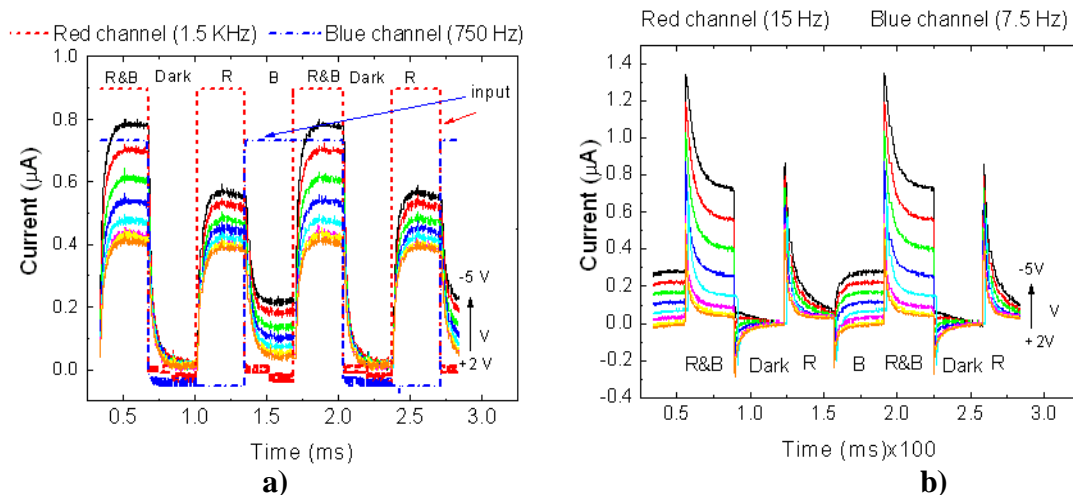 Red channel (1.5 KHz) Blue channel (750 Hz)
R&B Dark R B R&B Dark R
input
1.0
0.8
0.6
0.4
0.2
0.0
Current (μA)
-5 V
V
+2 V
0.5 1.0 1.5 2.0 2.5 3.0
Time (ms)
a)
Red channel (15 Hz) Blue channel (7.5 Hz)
1.4
1.2
1.0
0.8
0.6
0.4
0.2
0.0
-0.2
-0.4
Current (μA)
-5V
V
+2V
R&B Dark R B R&B Dark R
0.5 1.0 1.5 2.0 2.5 3.0
Time (ms)x100
b)